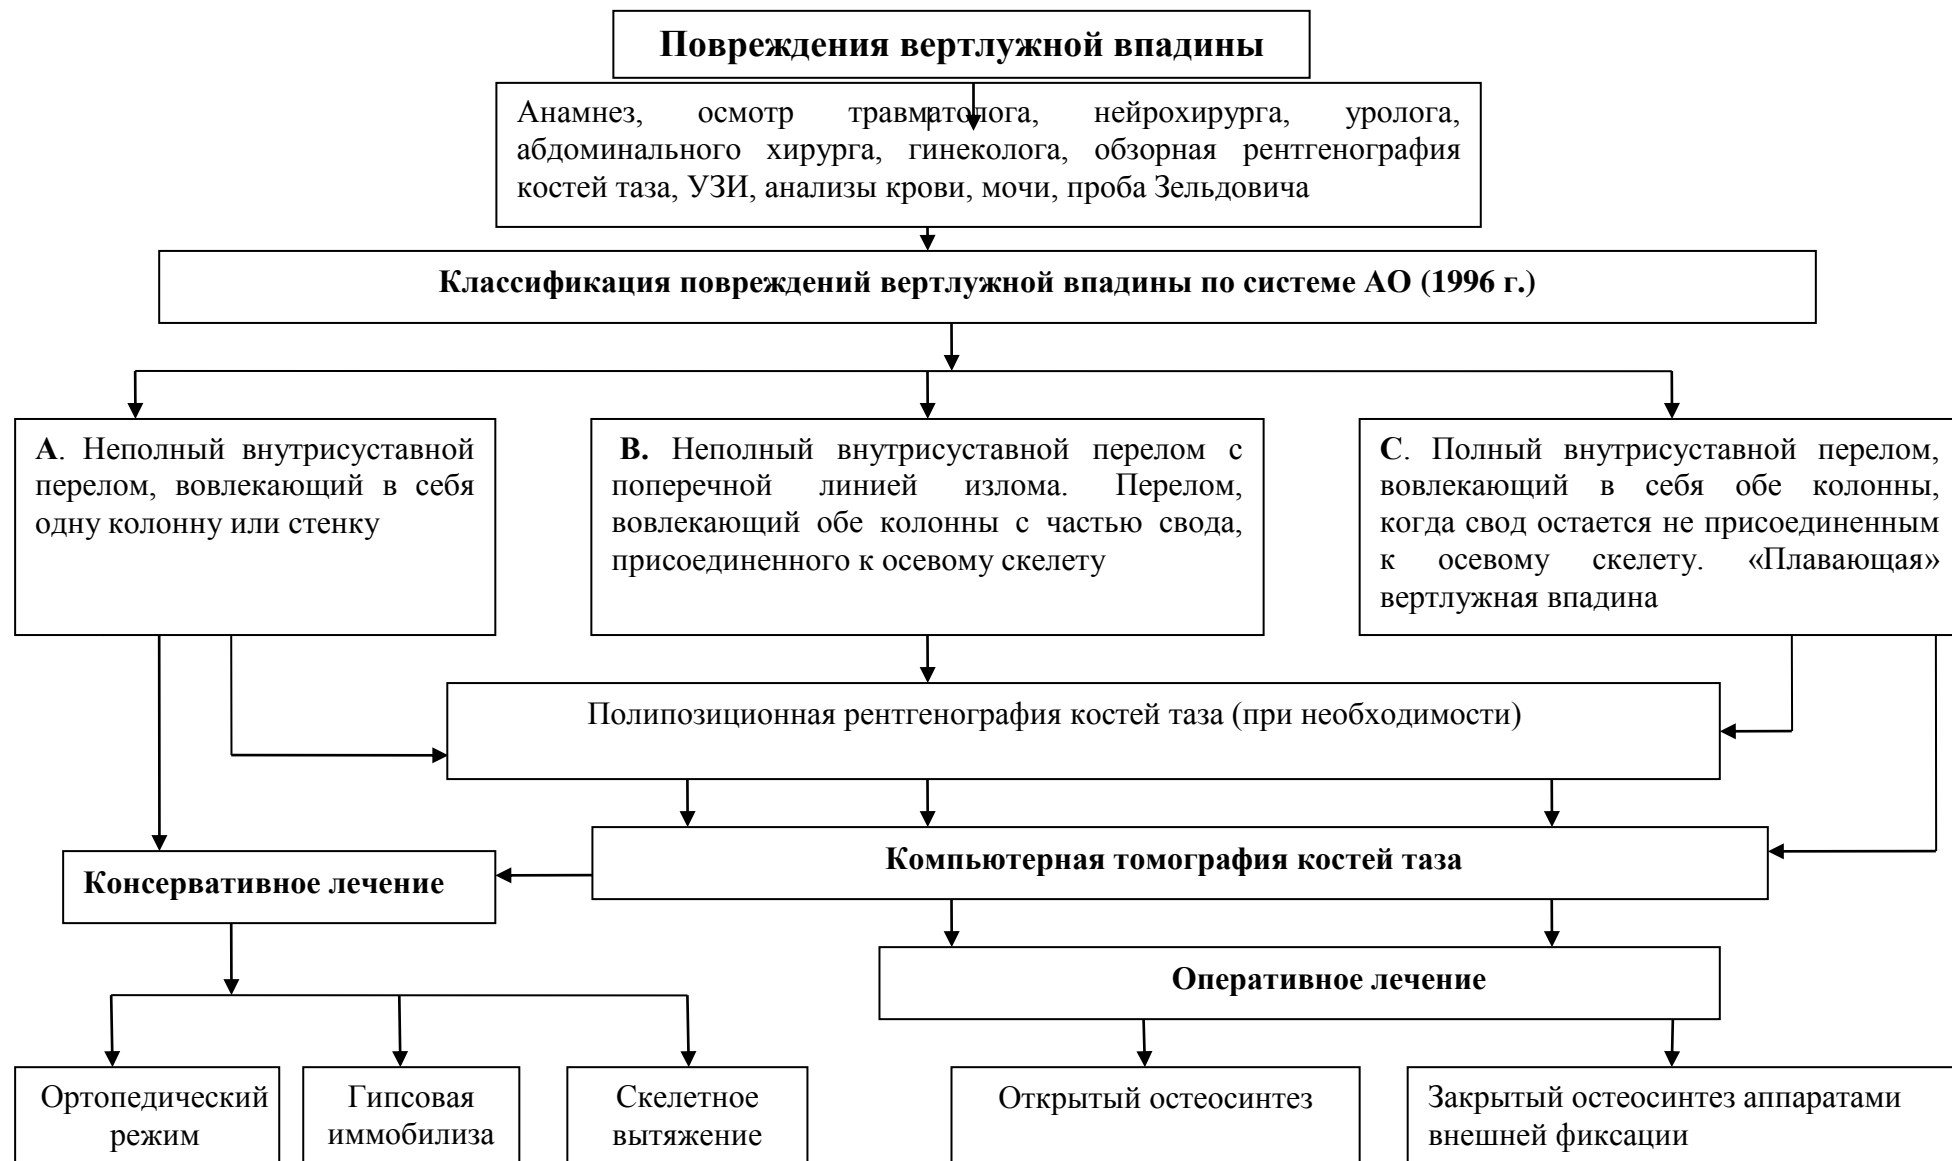 Повреждения вертлужной впадины
Анамнез, осмотр травматолога, нейрохирурга, уролога,
абдоминального хирурга, гинеколога, обзорная рентгенография
костей таза, УЗИ, анализы крови, мочи, проба Зельдовича
Классификация повреждений вертлужной впадины по системе АО (1996 г.)
А. Неполный внутрисуставной
перелом, вовлекающий в себя
одну колонну или стенку
В. Неполный внутрисуставной перелом с
поперечной линией излома. Перелом,
вовлекающий обе колонны с частью свода,
присоединенного к осевому скелету
С. Полный внутрисуставной перелом,
вовлекающий в себя обе колонны,
когда свод остается не присоединенным
к осевому скелету. «Плавающая»
вертлужная впадина
Полипозиционная рентгенография костей таза (при необходимости)
Компьютерная томография костей таза
Консервативное лечение
Оперативное лечение
Ортопедический
режим
Гипсовая
иммобилиза
Скелетное
вытяжение
Открытый остеосинтез
Закрытый остеосинтез аппаратами
внешней фиксации